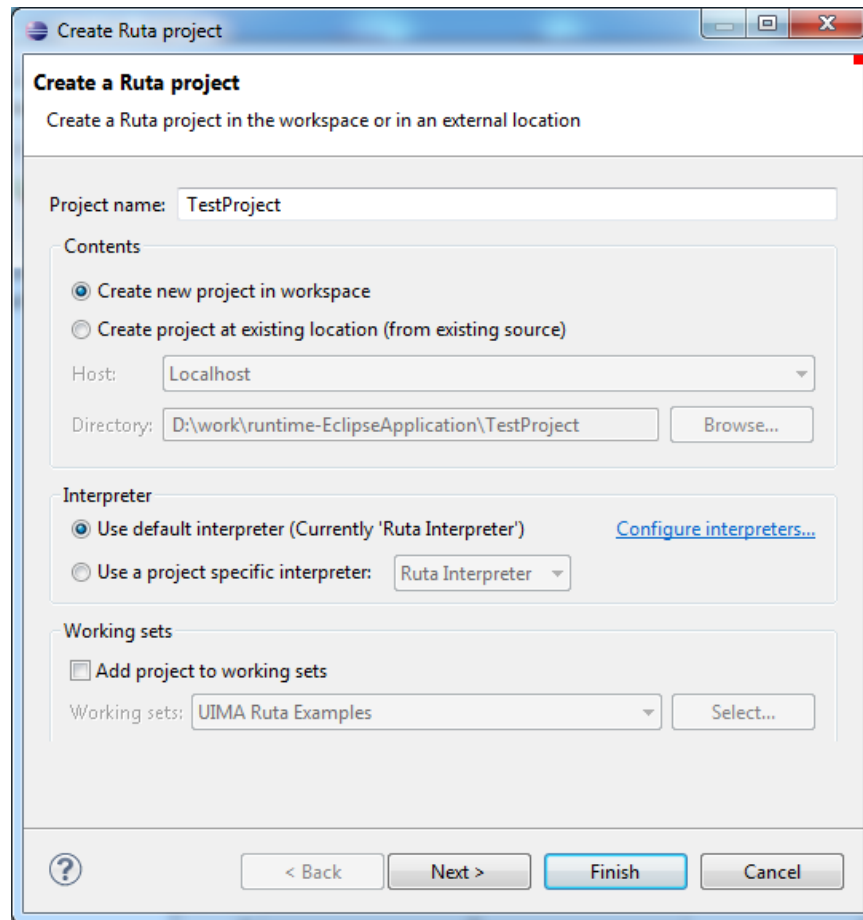 Create Ruta project
Create a Ruta project
Create a Ruta project in the workspace or in an external location
Project name: TestProject
Contents
Create new project in workspace
Create project at existing location (from existing source)
Host: Localhost
Directory: D:\work\runtime-EclipseApplication\TestProject Browse...
Interpreter
Use default interpreter (Currently 'Ruta Interpreter') Configure interpreters...
Use a project specific interpreter: Ruta Interpreter
Working sets
Add project to working sets
Working sets: UIMA Ruta Examples Select...
? < Back Next > Finish Cancel